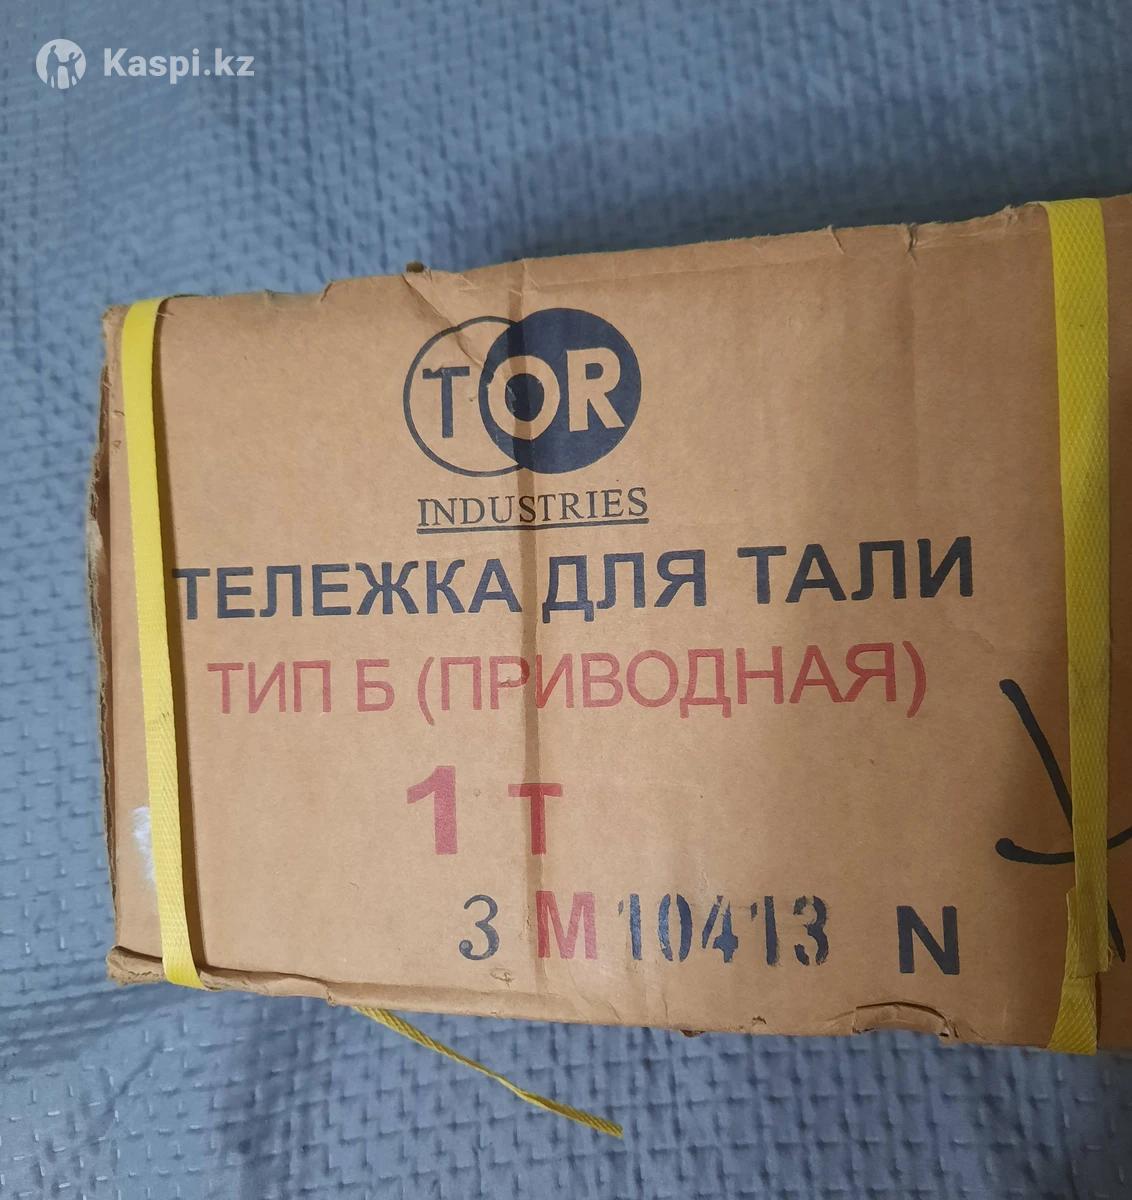 Kaspi.kz
TOR
INDUSTRIES
ТЕЛЕЖКА ДЛЯ ТАЛИ
ТИП Б (ПРИВОДНАЯ)
1 Т
3 М 10413 N